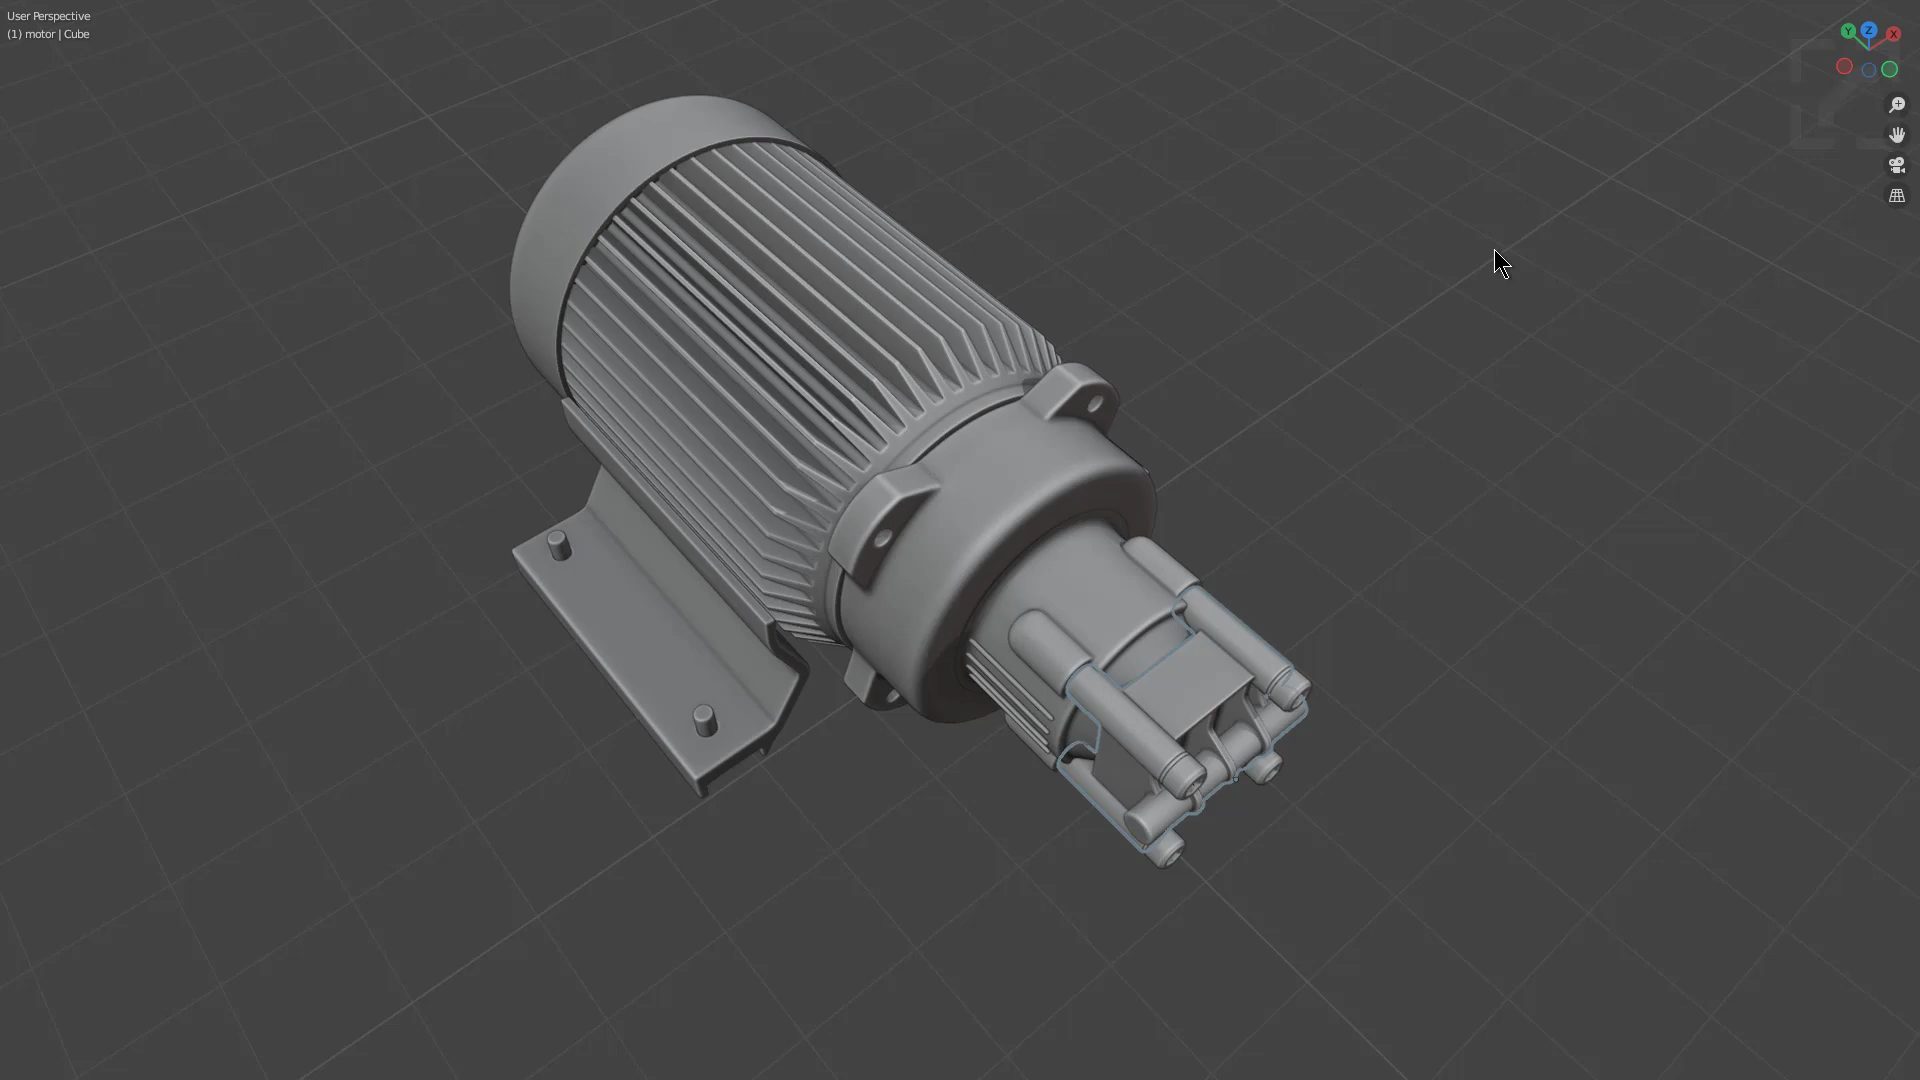 User Perspective
(1) motor | Cube
Y Z X